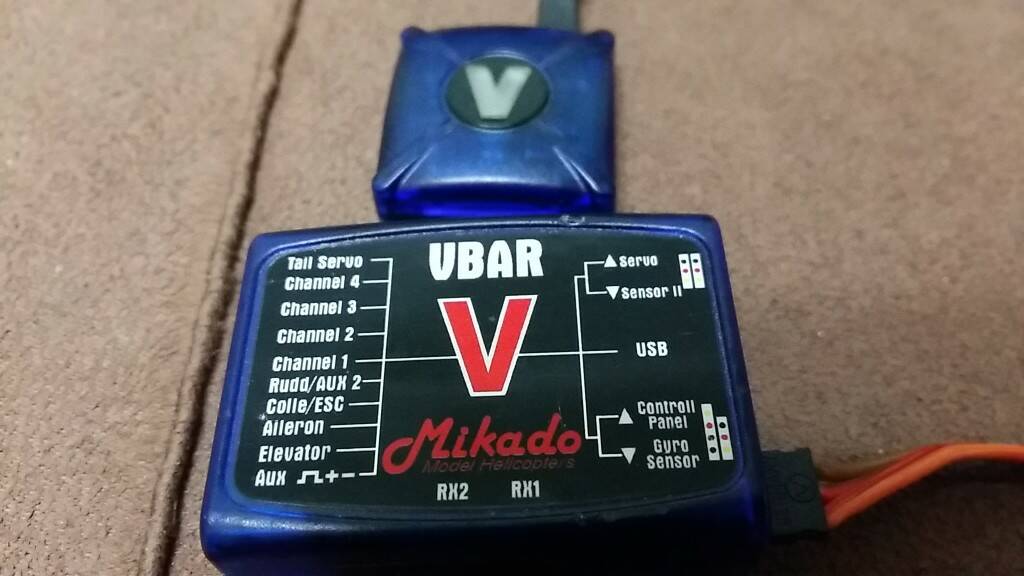 V
VBAR
Tail Servo
Channel 4
Channel 3
Channel 2
Channel 1
Rudd/AUX 2
Colle/ESC
Aileron
Elevator
Aux + -
V
Mikado
Model Helicopters
RX2 RX1
▲ Servo
▼ Sensor II
USB
▲ Controll
Panel
▼ Gyro
Sensor